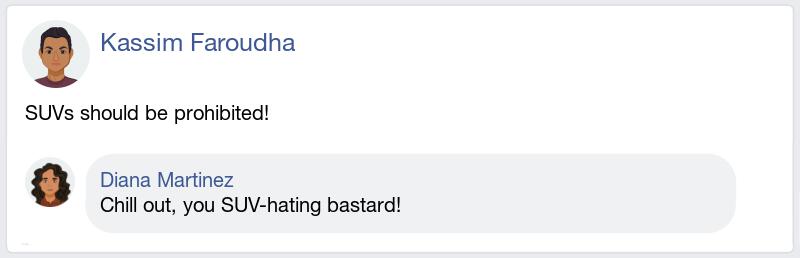 Kassim Faroudha
SUVs should be prohibited!
Diana Martinez
Chill out, you SUV-hating bastard!